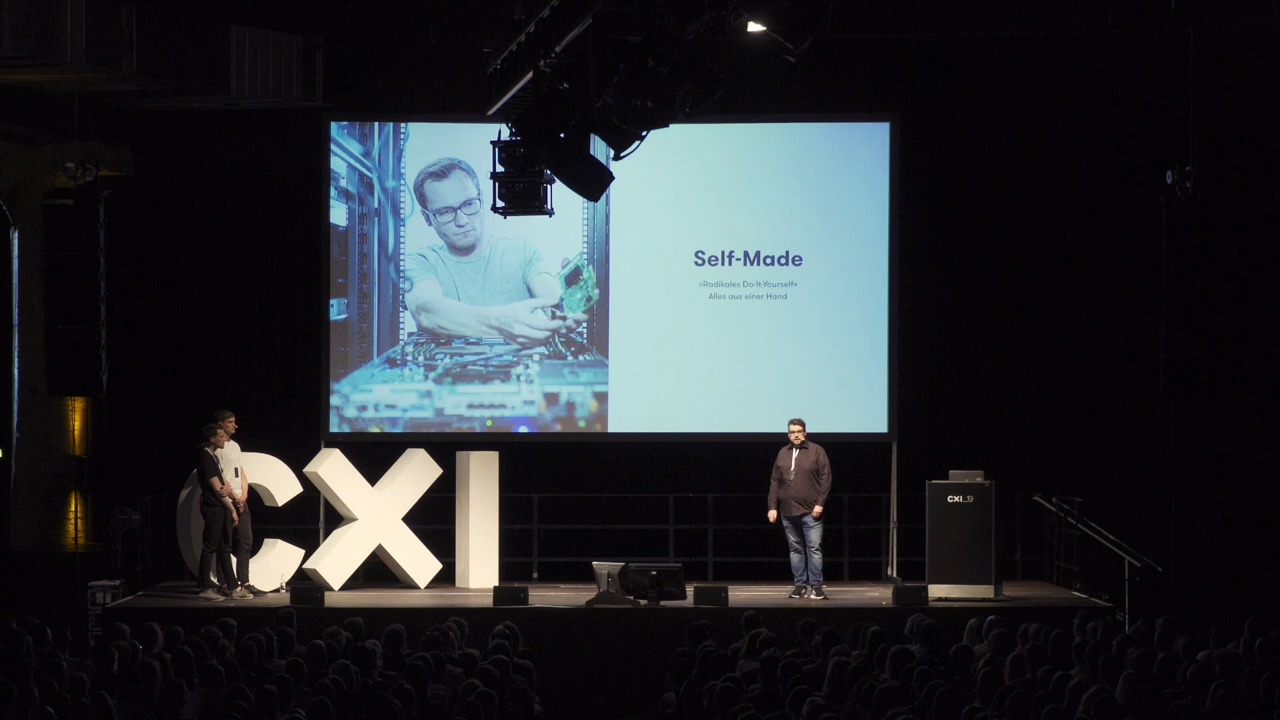 Self-Made
»Radikales Do-It-Yourself«
Alles aus einer Hand
CXI
CXI_19